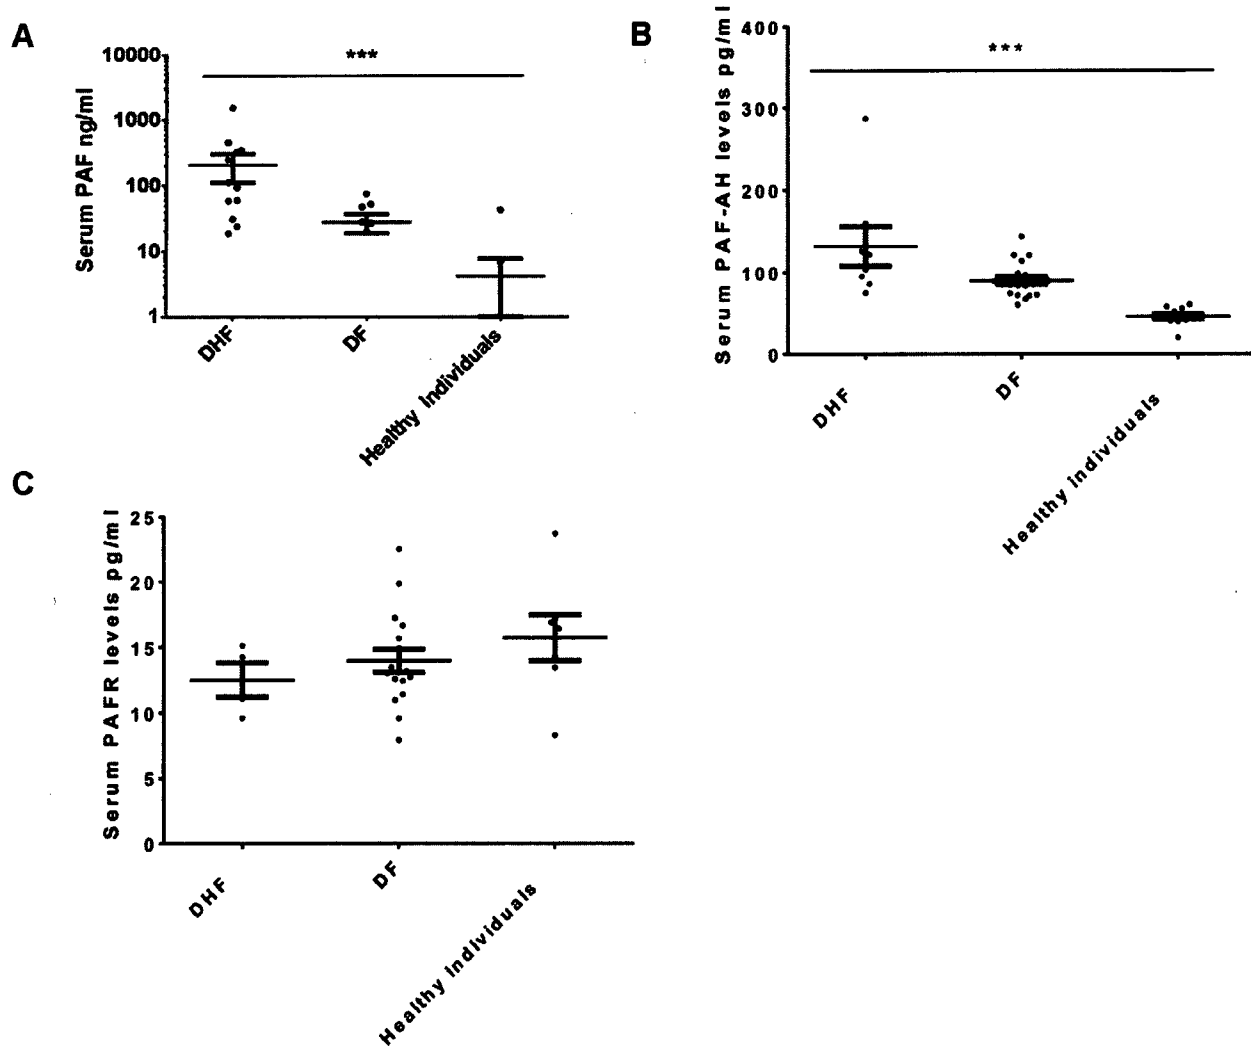 A
Serum PAF ng/ml
10000
1000
100
10
1
***
DHF
DF
Healthy Individuals
B
Serum PAF-AH levels pg/ml
400
300
200
100
0
***
DHF
DF
Healthy individuals
C
Serum PAFR levels pg/ml
25
20
15
10
5
0
DHF
DF
Healthy individuals